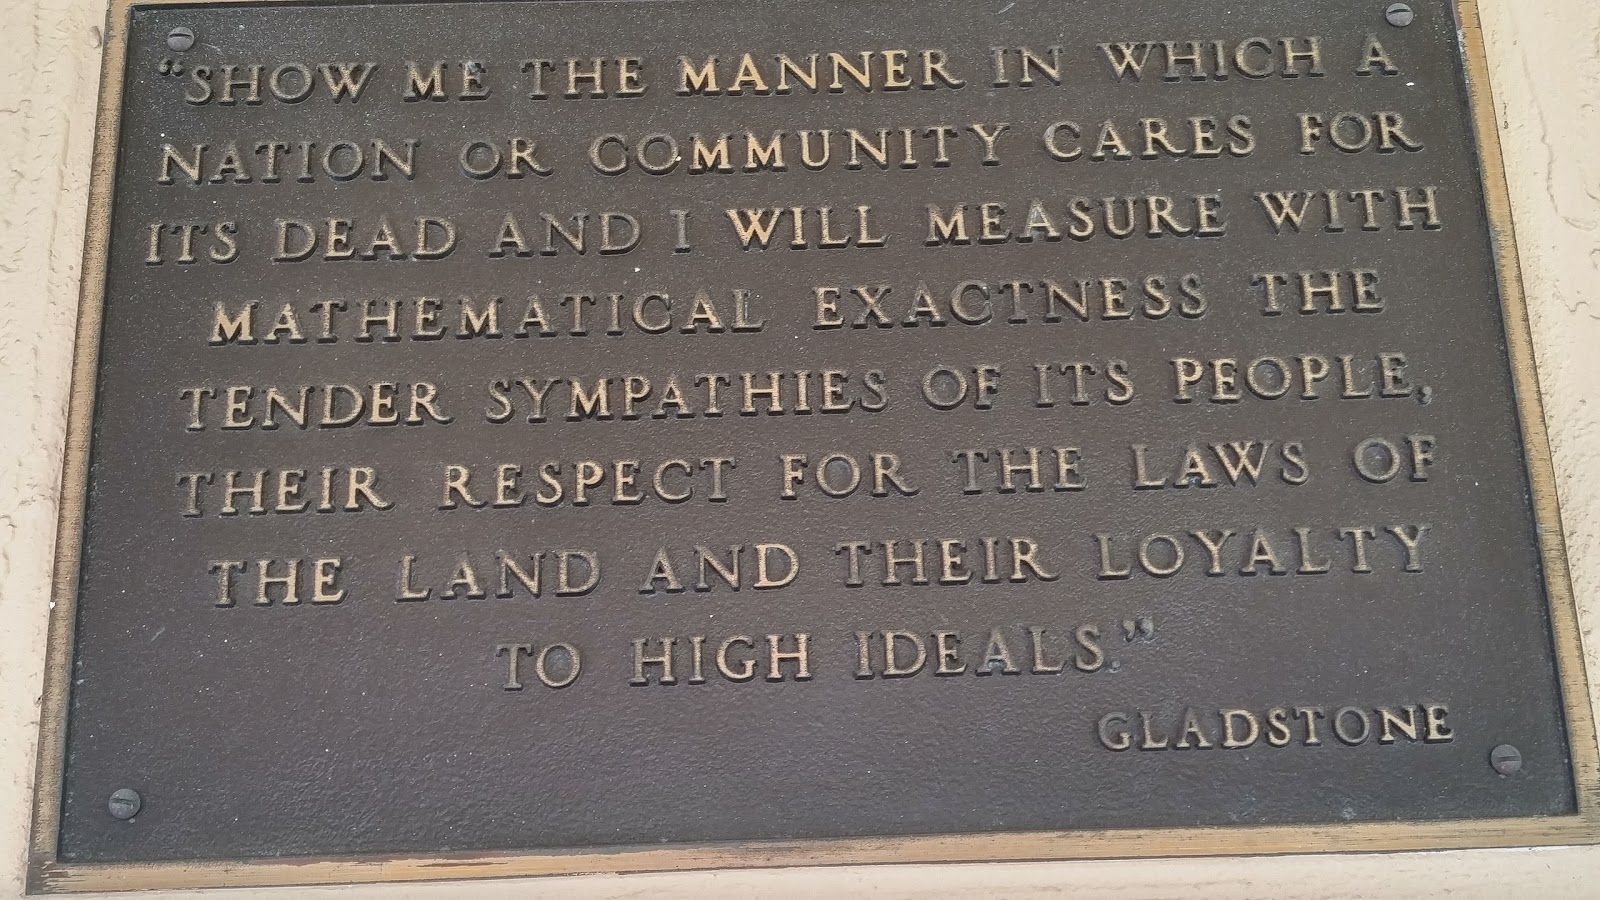 “SHOW ME THE MANNER IN WHICH A
NATION OR COMMUNITY CARES FOR
ITS DEAD AND I WILL MEASURE WITH
MATHEMATICAL EXACTNESS THE
TENDER SYMPATHIES OF ITS PEOPLE,
THEIR RESPECT FOR THE LAWS OF
THE LAND AND THEIR LOYALTY
TO HIGH IDEALS.”
GLADSTONE